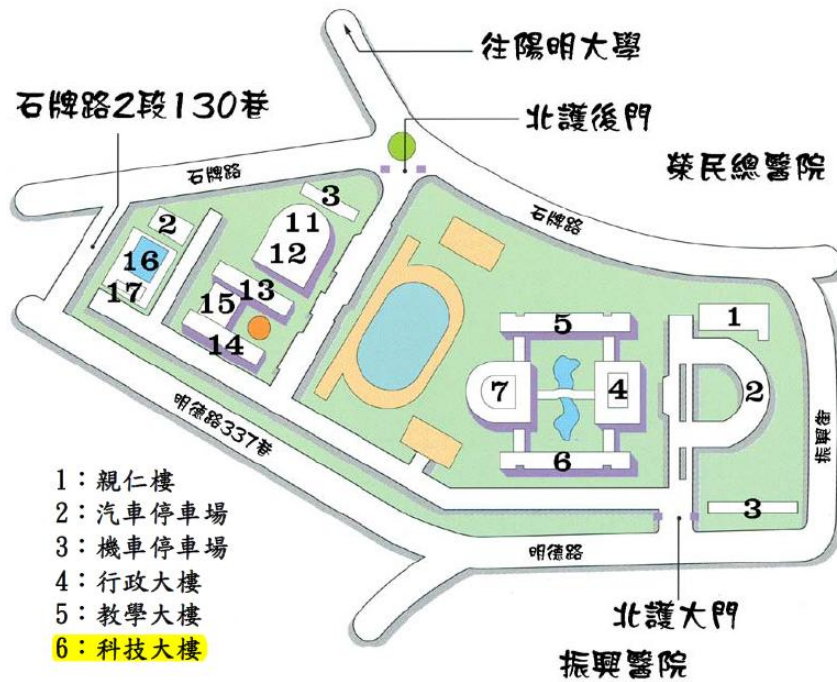 往陽明大學
石牌路2段130巷
北護後門
榮民總醫院
石牌路
3
11
2
12
石牌路
16
13
17
15
14
5
1
7
4
2
明德路337巷
振興街
6
3
1：親仁樓
2：汽車停車場
3：機車停車場
明德路
4：行政大樓
5：教學大樓
北護大門
6：科技大樓
振興醫院